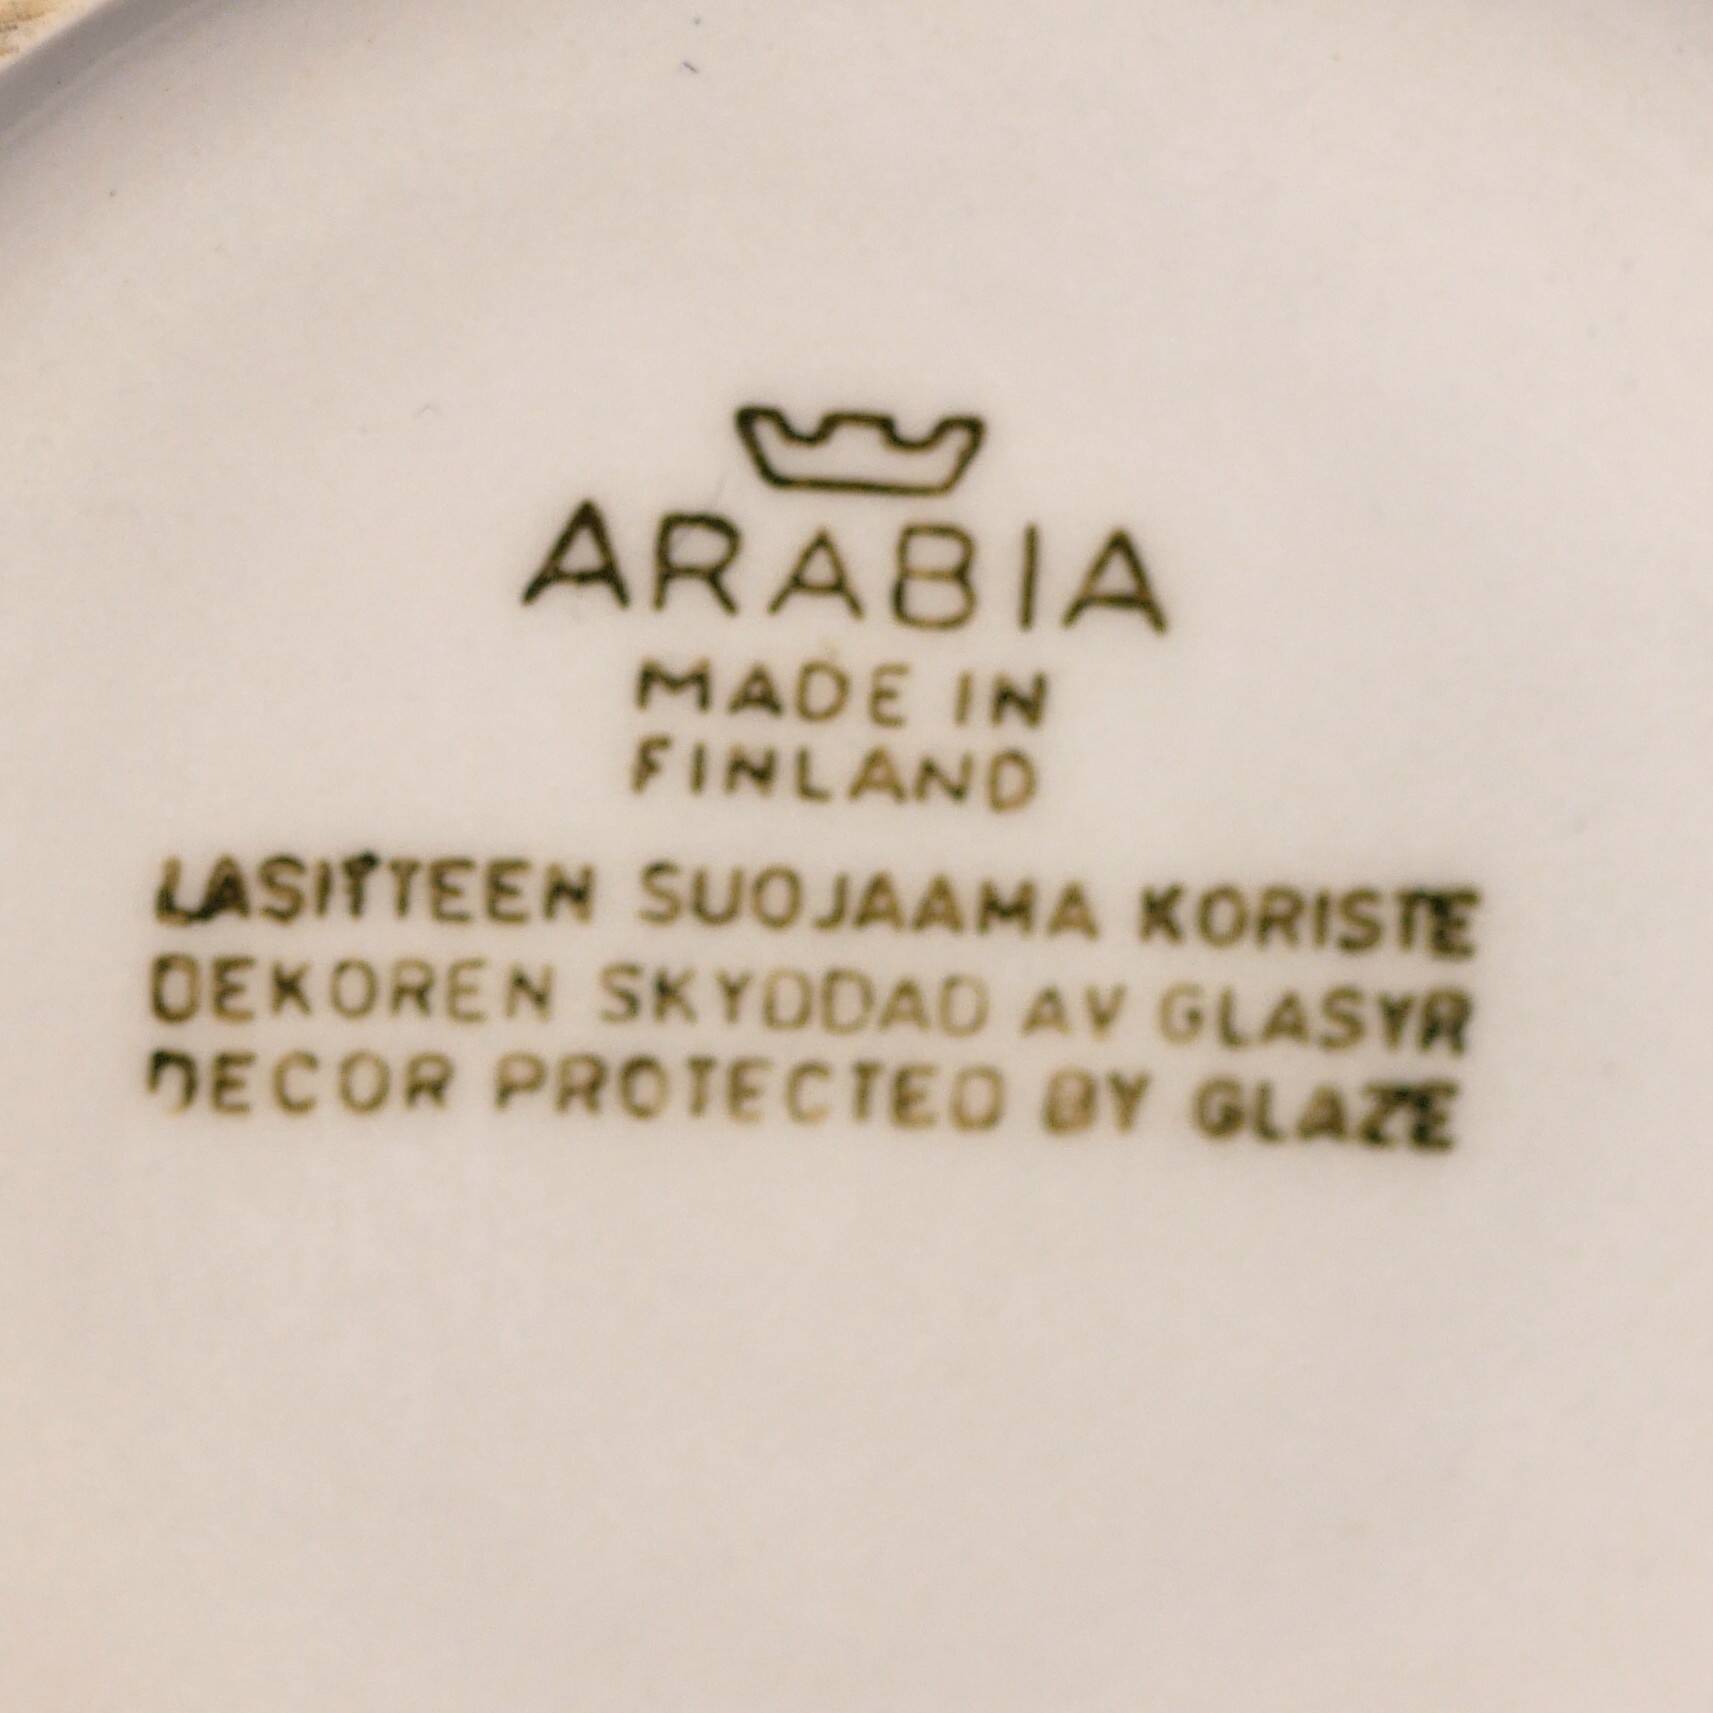 ARABIA
MADE IN
FINLAND
LASITTEEN SUOJAAMA KORISTE
DEKOREN SKYDDAD AV GLASYR
DECOR PROTECTED BY GLAZE